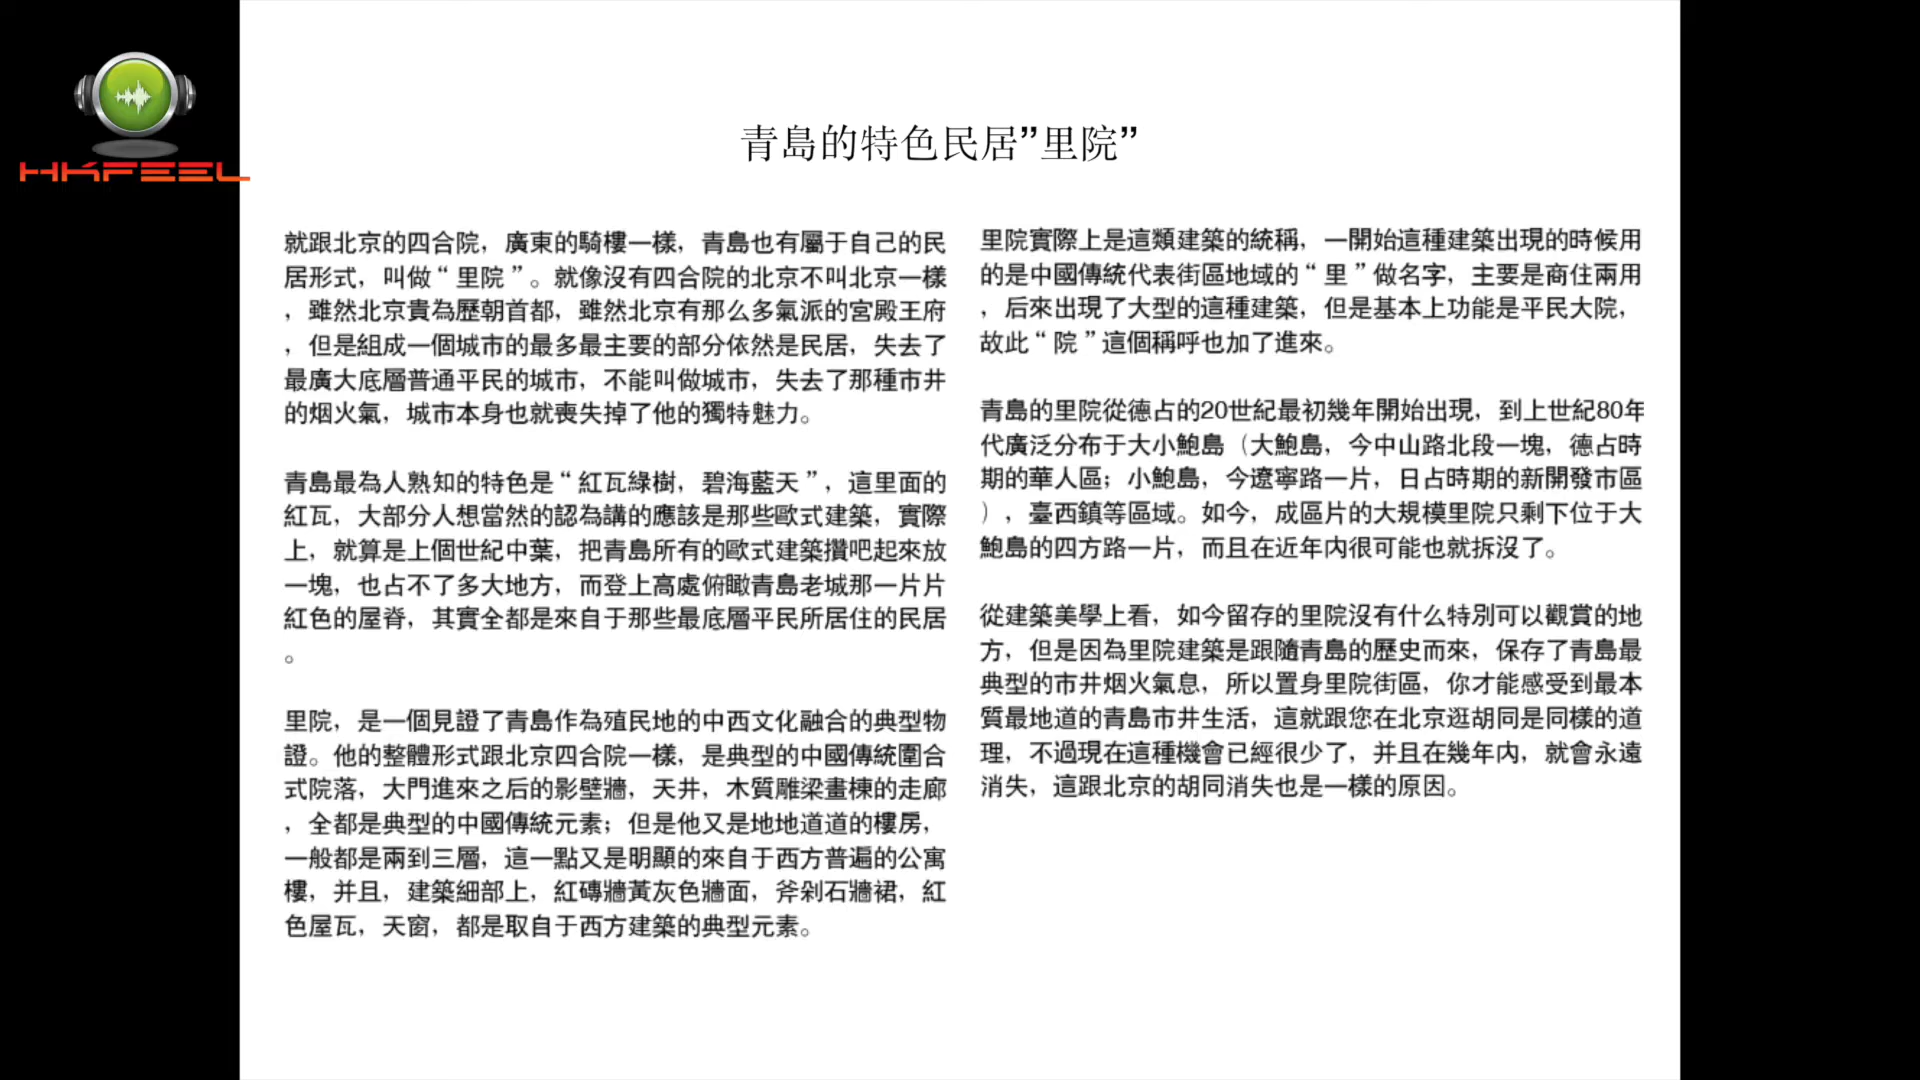 HKFEEL
青島的特色民居”里院”
就跟北京的四合院，廣東的騎樓一樣，青島也有屬于自己的民
居形式，叫做“里院”。就像沒有四合院的北京不叫北京一樣
，雖然北京貴為歷朝首都，雖然北京有那么多氣派的宮殿王府
，但是組成一個城市的最多最主要的部分依然是民居，失去了
最廣大底層普通平民的城市，不能叫做城市，失去了那種市井
的烟火氣，城市本身也就喪失掉了他的獨特魅力。
青島最為人熟知的特色是“紅瓦綠樹，碧海藍天”，這里面的
紅瓦，大部分人想當然的認為講的應該是那些歐式建築，實際
上，就算是上個世紀中葉，把青島所有的歐式建築攢吧起來放
一塊，也占不了多大地方，而登上高處俯瞰青島老城那一片片
紅色的屋脊，其實全都是來自于那些最底層平民所居住的民居
。
里院，是一個見證了青島作為殖民地的中西文化融合的典型物
證。他的整體形式跟北京四合院一樣，是典型的中國傳統圍合
式院落，大門進來之后的影壁牆，天井，木質雕梁畫棟的走廊
，全都是典型的中國傳統元素；但是他又是地地道道的樓房，
一般都是兩到三層，這一點又是明顯的來自于西方普遍的公寓
樓，并且，建築細部上，紅磚牆黃灰色牆面，斧剁石牆裙，紅
色屋瓦，天窗，都是取自于西方建築的典型元素。
里院實際上是這類建築的統稱，一開始這種建築出現的時候用
的是中國傳統代表街區地域的“里”做名字，主要是商住兩用
，后來出現了大型的這種建築，但是基本上功能是平民大院，
故此“院”這個稱呼也加了進來。
青島的里院從德占的20世紀最初幾年開始出現，到上世紀80年
代廣泛分布于大小鮑島（大鮑島，今中山路北段一塊，德占時
期的華人區；小鮑島，今遼寧路一片，日占時期的新開發市區
），臺西鎮等區域。如今，成區片的大規模里院只剩下位于大
鮑島的四方路一片，而且在近年内很可能也就拆沒了。
從建築美學上看，如今留存的里院沒有什么特別可以觀賞的地
方，但是因為里院建築是跟隨青島的歷史而來，保存了青島最
典型的市井烟火氣息，所以置身里院街區，你才能感受到最本
質最地道的青島市井生活，這就跟您在北京逛胡同是同樣的道
理，不過現在這種機會已經很少了，并且在幾年内，就會永遠
消失，這跟北京的胡同消失也是一樣的原因。